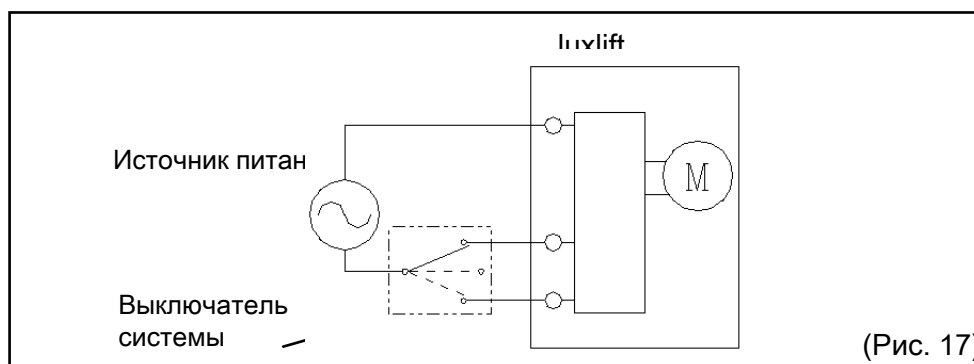 luxlift
Источник питан
M
Выключатель
системы
(Рис. 17)